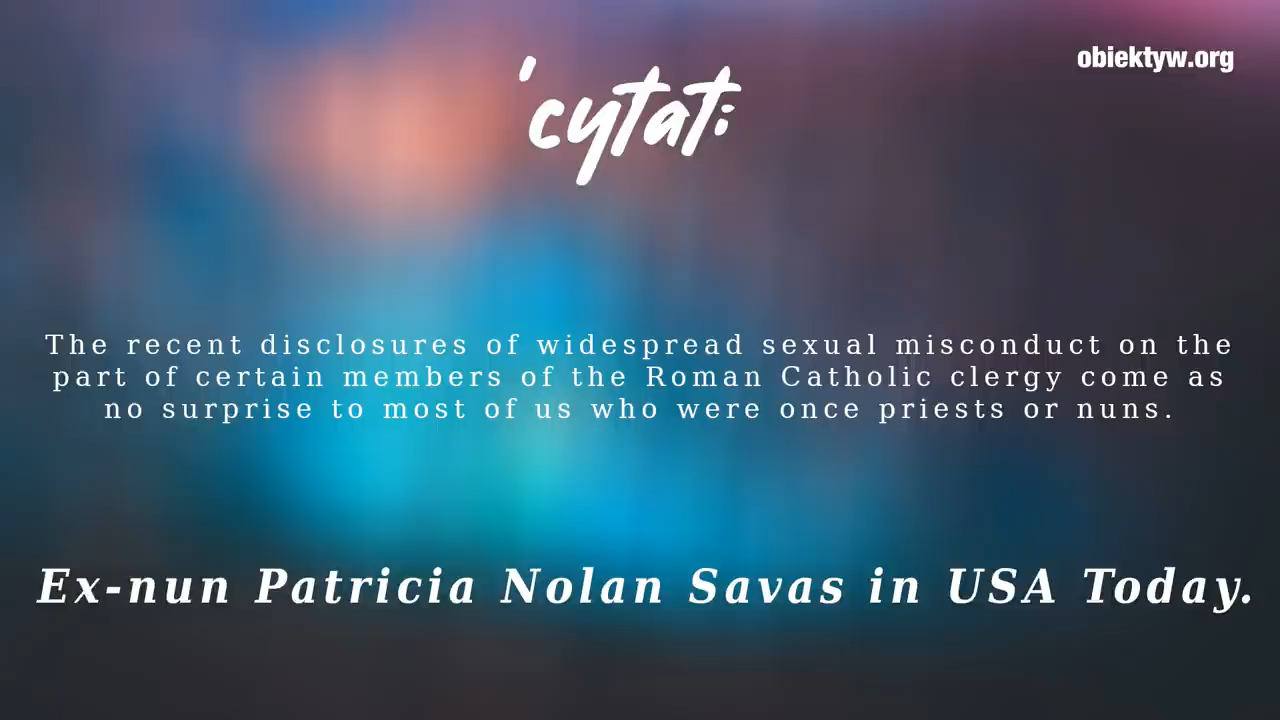 obiektyw.org
'cytat:
The recent disclosures of widespread sexual misconduct on the
part of certain members of the Roman Catholic clergy come as
no surprise to most of us who were once priests or nuns.
Ex-nun Patricia Nolan Savas in USA Today.